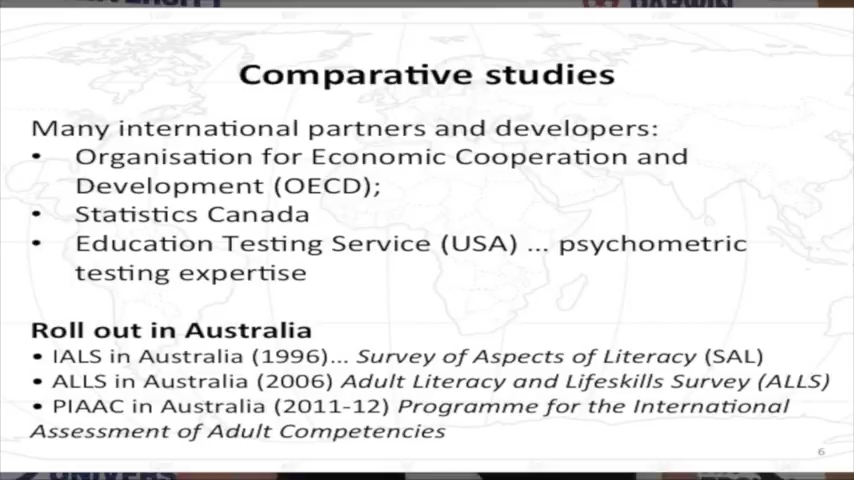 Comparative studies
Many international partners and developers:
• Organisation for Economic Cooperation and
Development (OECD);
• Statistics Canada
• Education Testing Service (USA) ... psychometric
testing expertise
Roll out in Australia
• IALS in Australia (1996)... Survey of Aspects of Literacy (SAL)
• ALLS in Australia (2006) Adult Literacy and Lifeskills Survey (ALLS)
• PIAAC in Australia (2011-12) Programme for the International
Assessment of Adult Competencies
6